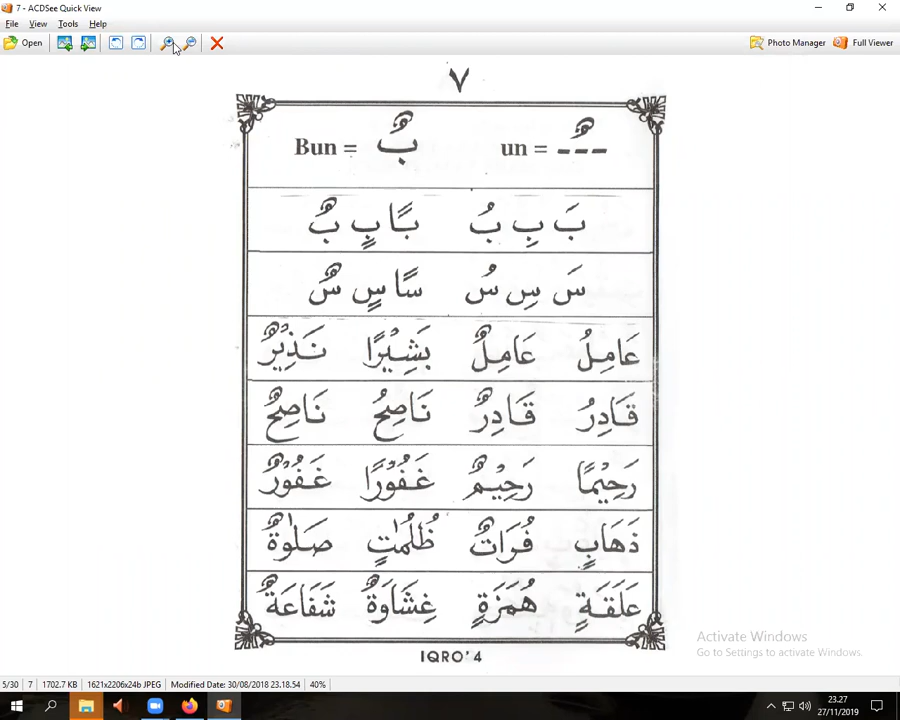 7 - ACDSee Quick View
File View Tools Help
Open Photo Manager Full Viewer
٧
un = ـٌ Bun = بٌ
بَ بِ بُ بًا بٍ بٌ
سَ سِ سُ سًا سٍ سٌ
عَامِلُ عَامِلٌ بَشِيْرًا نَذِيْرٌ
قَادِرُ قَادِرٌ نَاصِحُ نَاصِحٌ
رَحِيْمًا رَحِيْمٌ غَفُوْرًا غَفُوْرٌ
ذَهَابٍ فُرَاتٌ ظُلُمٰتٍ صَلٰوةٌ
عَلَقَةٍ هُمَزَةٍ غِشَاوَةٌ شَفَاعَةٌ
IQRO' 4
Activate Windows
Go to Settings to activate Windows.
5/30 7 1702.7 KB 1621x2206x24b JPEG Modified Date: 30/08/2018 23.18.54 40%
23.27
27/11/2019